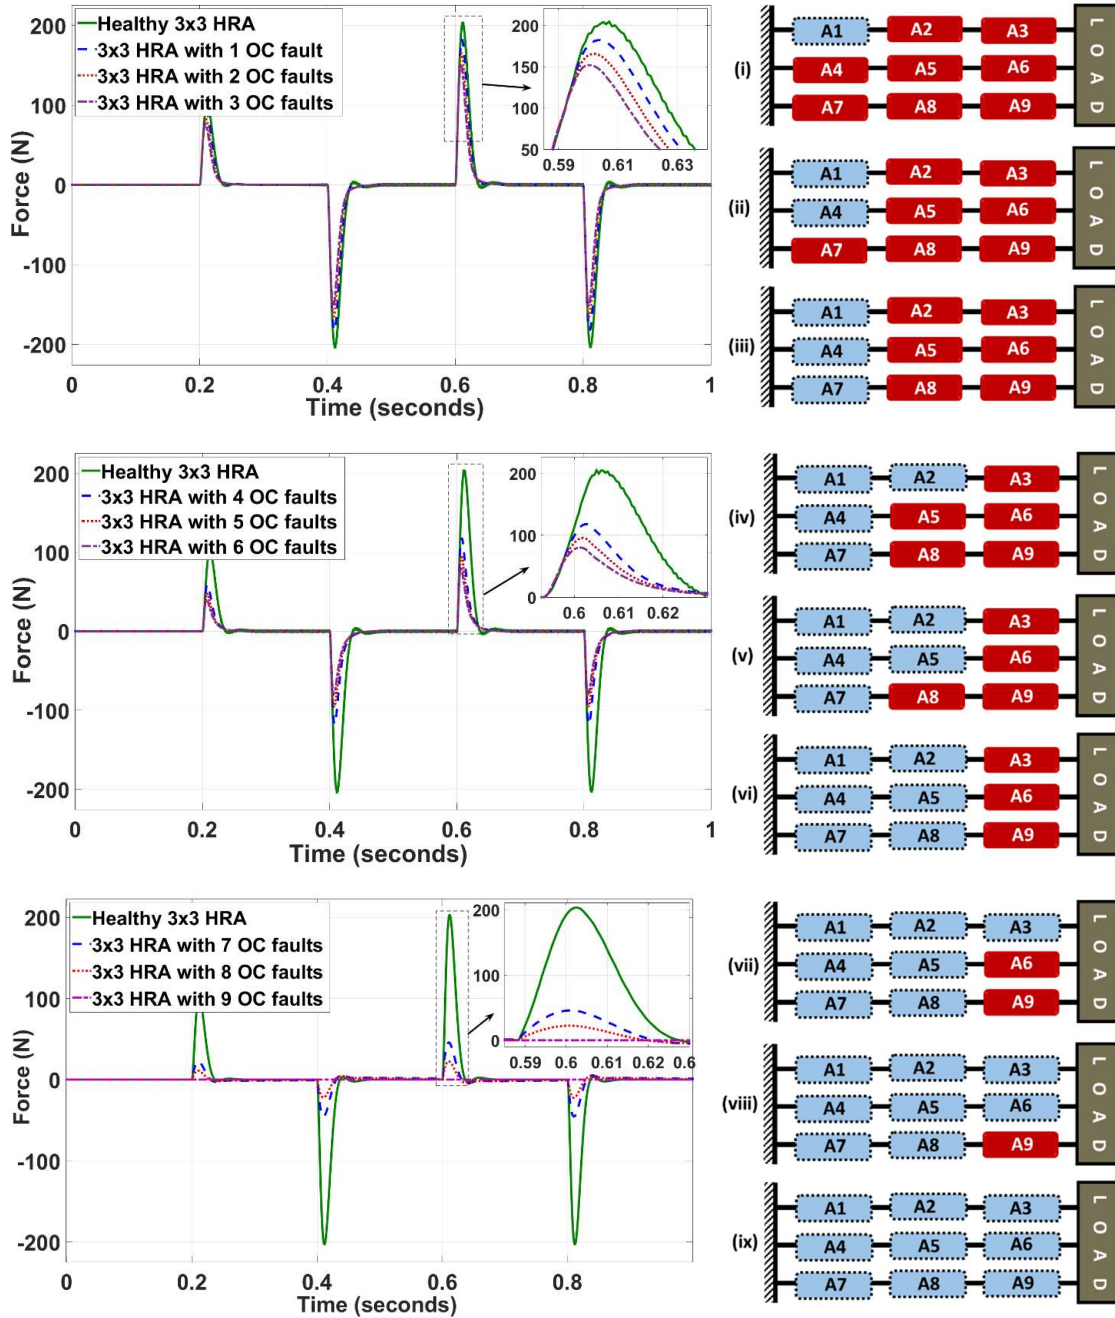 Healthy 3x3 HRA
3x3 HRA with 1 OC fault
3x3 HRA with 2 OC faults
3x3 HRA with 3 OC faults
200
100
0
-100
-200
Force (N)
0
0.2
0.4
0.6
0.8
1
Time (seconds)
200
150
100
50
0.59
0.61
0.63
(i)
A1 A2 A3
A4 A5 A6
A7 A8 A9
LOAD
(ii)
A1 A2 A3
A4 A5 A6
A7 A8 A9
LOAD
(iii)
A1 A2 A3
A4 A5 A6
A7 A8 A9
LOAD
Healthy 3x3 HRA
3x3 HRA with 4 OC faults
3x3 HRA with 5 OC faults
3x3 HRA with 6 OC faults
200
100
0
-100
-200
Force (N)
0
0.2
0.4
0.6
0.8
1
Time (seconds)
200
100
0
0.6
0.61
0.62
(iv)
A1 A2 A3
A4 A5 A6
A7 A8 A9
LOAD
(v)
A1 A2 A3
A4 A5 A6
A7 A8 A9
LOAD
(vi)
A1 A2 A3
A4 A5 A6
A7 A8 A9
LOAD
Healthy 3x3 HRA
3x3 HRA with 7 OC faults
3x3 HRA with 8 OC faults
3x3 HRA with 9 OC faults
200
100
0
-100
-200
Force (N)
0
0.2
0.4
0.6
0.8
Time (seconds)
200
100
0
0.59
0.6
0.61
0.62
0.6
(vii)
A1 A2 A3
A4 A5 A6
A7 A8 A9
LOAD
(viii)
A1 A2 A3
A4 A5 A6
A7 A8 A9
LOAD
(ix)
A1 A2 A3
A4 A5 A6
A7 A8 A9
LOAD